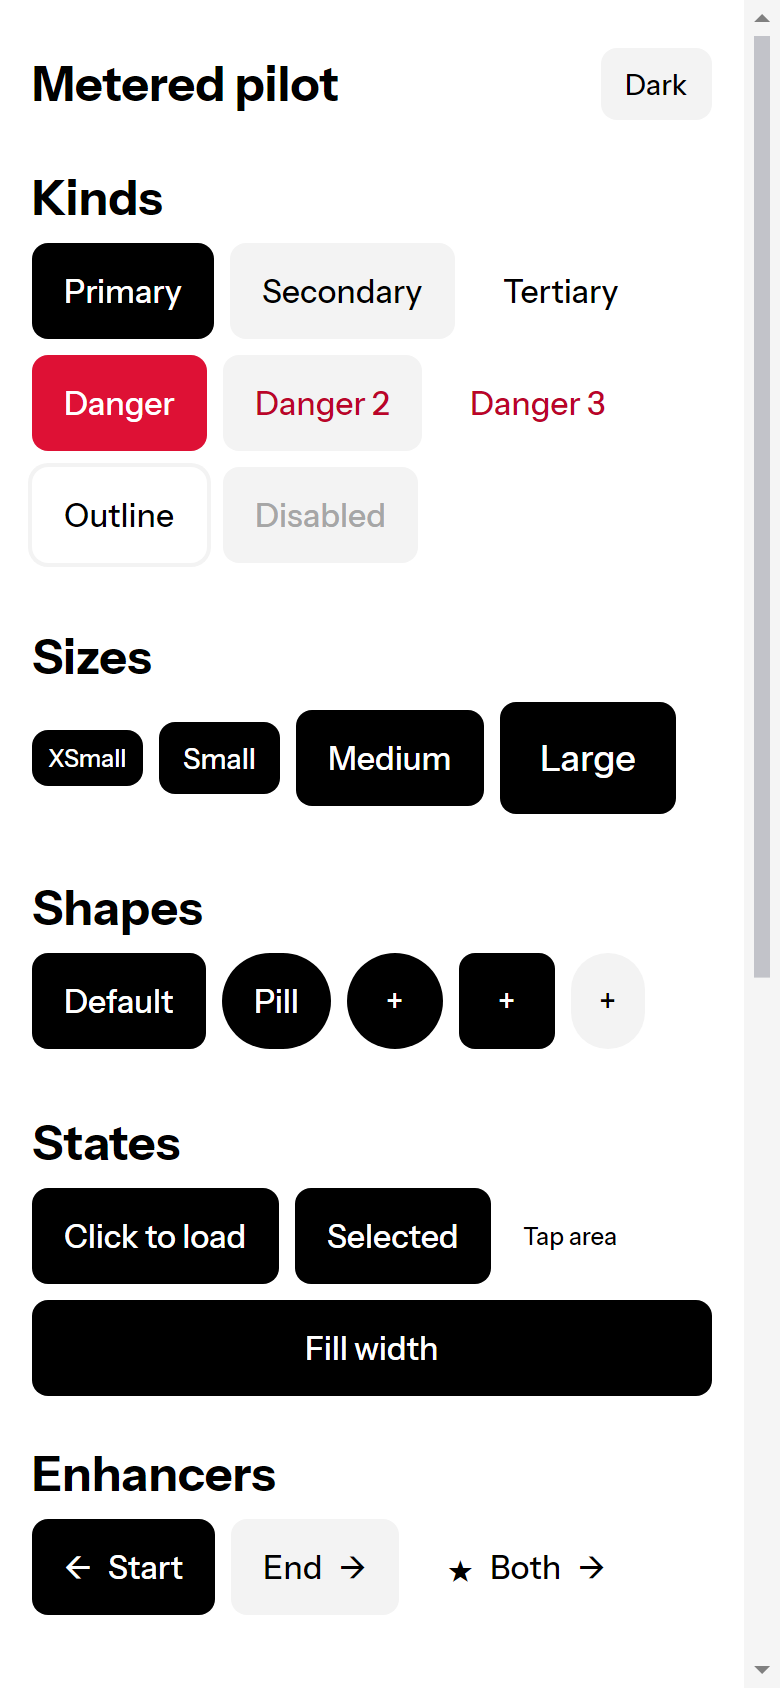 Metered pilot Dark
Kinds
Primary Secondary Tertiary
Danger Danger 2 Danger 3
Outline Disabled
Sizes
XSmall Small Medium Large
Shapes
Default Pill + + +
States
Click to load Selected Tap area
Fill width
Enhancers
← Start End → ★ Both →